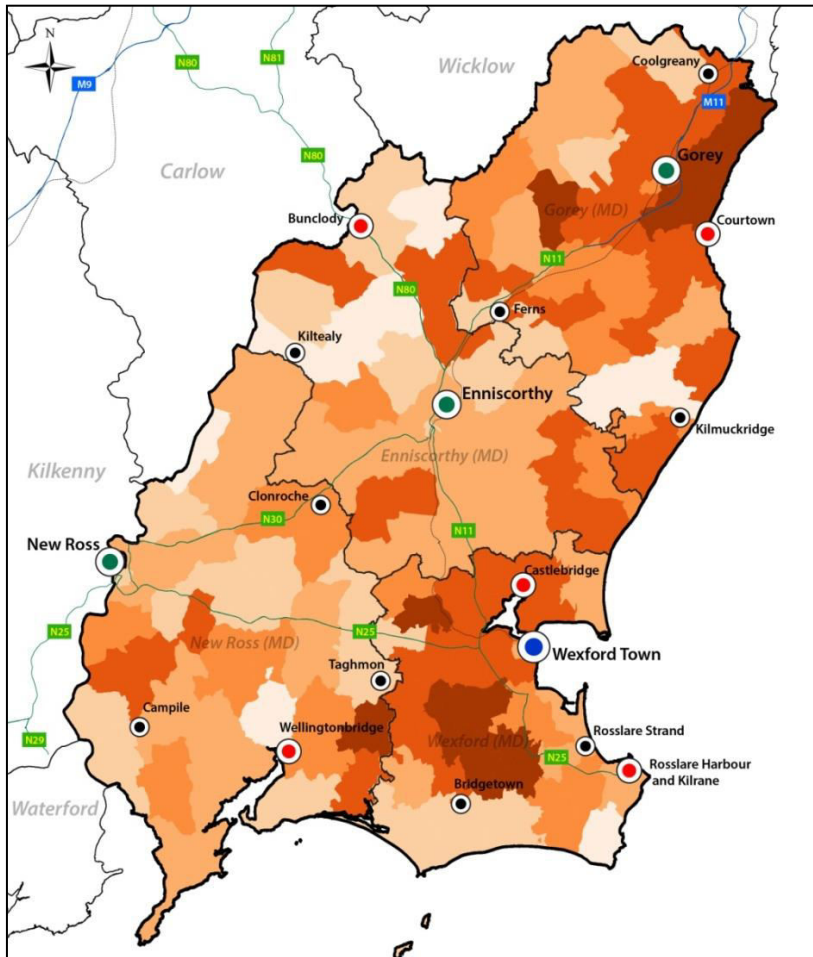 N
N80
N81
Wicklow
Coolgreany
M9
M11
N80
Carlow
Gorey
Bunclody
Gorey (MD)
Courtown
N11
N80
Ferns
Kiltealy
Enniscorthy
Kilmuckridge
Enniscorthy (MD)
Kilkenny
Clonroche
N30
N11
New Ross
Castlebridge
N25
New Ross (MD)
N25
Wexford Town
Taghmon
Campile
Wellingtonbridge
Rosslare Strand
N29
Wexford (MD)
N25
Rosslare Harbour
and Kilrane
Bridgetown
Waterford